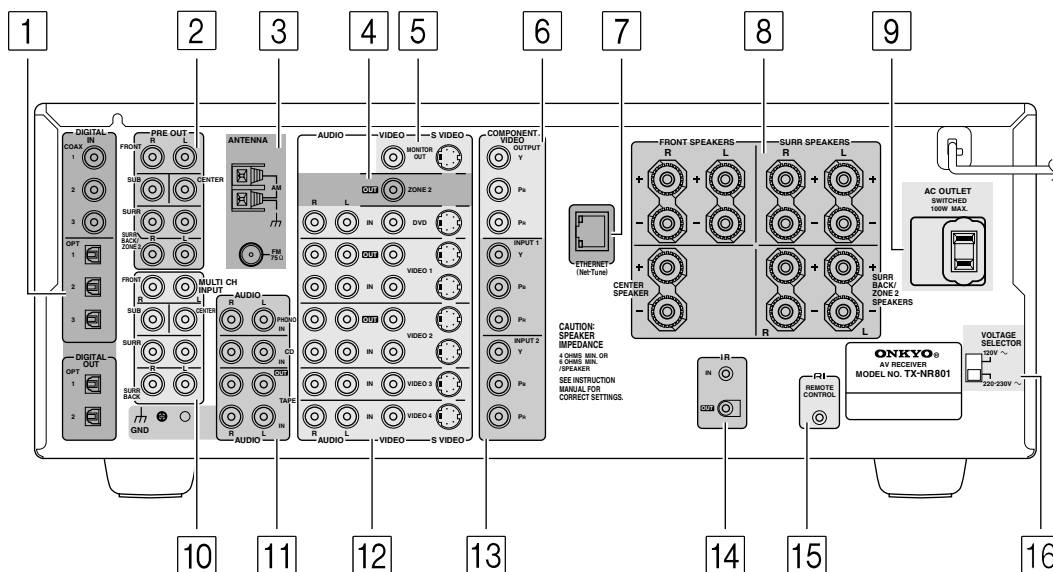 1 2 3 4 5 6 7 8 9
DIGITAL
IN
COAX
1
2
3
OPT
1
2
3
DIGITAL
OUT
OPT
1
2
PRE OUT
R L
FRONT
SUB CENTER
SURR
SURR
BACK/
ZONE 2
R L
FRONT
MULTI CH
INPUT
R L
SUB CENTER
SURR
R L
SURR
BACK
GND
ANTENNA
AM
FM
75Ω
AUDIO
R L
PHONO
IN
CD
IN
OUT
TAPE
IN
R L
AUDIO
AUDIO VIDEO S VIDEO
MONITOR
OUT
OUT ZONE 2
R L
IN DVD
OUT
VIDEO 1
IN
OUT
VIDEO 2
IN
IN VIDEO 3
IN VIDEO 4
R L
AUDIO VIDEO S VIDEO
COMPONENT
VIDEO
OUTPUT
Y
PB
PR
INPUT 1
Y
PB
PR
INPUT 2
Y
PB
PR
ETHERNET
(Net-Tune)
CAUTION:
SPEAKER
IMPEDANCE
4 OHMS MIN. OR
6 OHMS MIN.
/SPEAKER
SEE INSTRUCTION
MANUAL FOR
CORRECT SETTINGS.
FRONT SPEAKERS SURR SPEAKERS
R L R L
+ + +
− − −
CENTER
SPEAKER
+ + +
− − −
SURR
BACK/
ZONE 2
SPEAKERS
R L
IR
IN
OUT
RI
REMOTE
CONTROL
AC OUTLET
SWITCHED
100W MAX.
ONKYO®
AV RECEIVER
MODEL NO. TX-NR801
VOLTAGE
SELECTOR
120V ~
220-230V ~
10 11 12 13 14 15 16